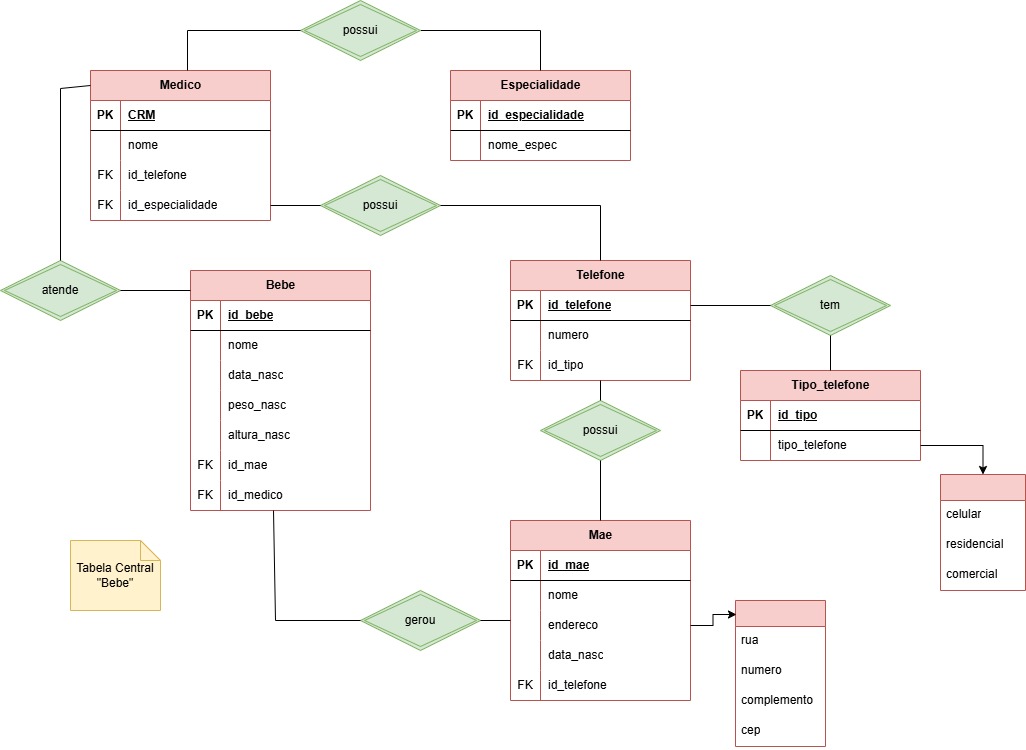 possui
Medico
PK CRM
nome
FK id_telefone
FK id_especialidade
Especialidade
PK id_especialidade
nome_espec
possui
atende
Bebe
PK id_bebe
nome
data_nasc
peso_nasc
altura_nasc
FK id_mae
FK id_medico
Telefone
PK id_telefone
numero
FK id_tipo
tem
Tipo_telefone
PK id_tipo
tipo_telefone
celular
residencial
comercial
possui
Mae
PK id_mae
nome
endereco
data_nasc
FK id_telefone
rua
numero
complemento
cep
gerou
Tabela Central
"Bebe"